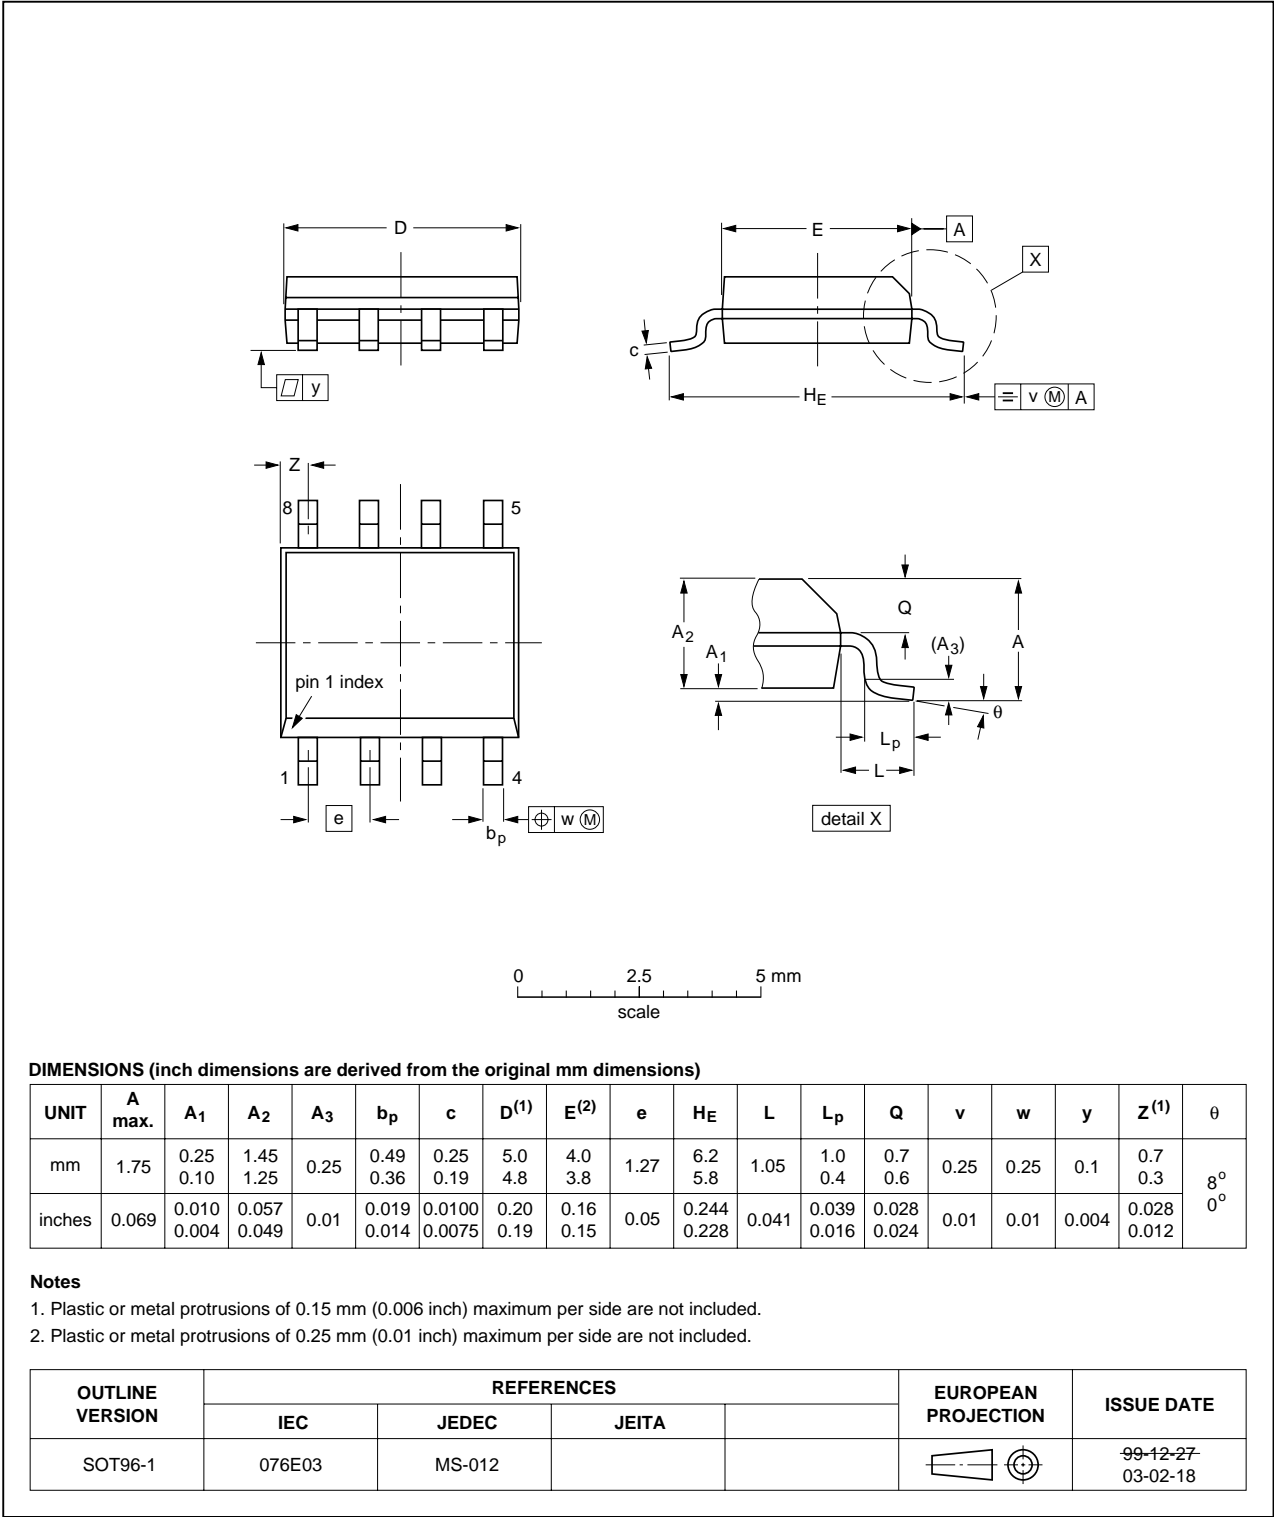 D
E
A
X
c
y
HE
v M A
Z
8
5
Q
A2
A1
(A3)
A
pin 1 index
θ
Lp
L
1
4
e
w M
bp
detail X
0 2.5 5 mm
scale
DIMENSIONS (inch dimensions are derived from the original mm dimensions)
UNIT A max. A1 A2 A3 bp c D(1) E(2) e HE L Lp Q v w y Z(1) θ
mm 1.75 0.25 0.10 1.45 1.25 0.25 0.49 0.36 0.25 0.19 5.0 4.8 4.0 3.8 1.27 6.2 5.8 1.05 1.0 0.4 0.7 0.6 0.25 0.25 0.1 0.7 0.3 8o 0o
inches 0.069 0.010 0.004 0.057 0.049 0.01 0.019 0.014 0.0100 0.0075 0.20 0.19 0.16 0.15 0.05 0.244 0.228 0.041 0.039 0.016 0.028 0.024 0.01 0.01 0.004 0.028 0.012
Notes
1. Plastic or metal protrusions of 0.15 mm (0.006 inch) maximum per side are not included.
2. Plastic or metal protrusions of 0.25 mm (0.01 inch) maximum per side are not included.
OUTLINE VERSION REFERENCES EUROPEAN PROJECTION ISSUE DATE
IEC JEDEC JEITA
SOT96-1 076E03 MS-012 99-12-27
03-02-18